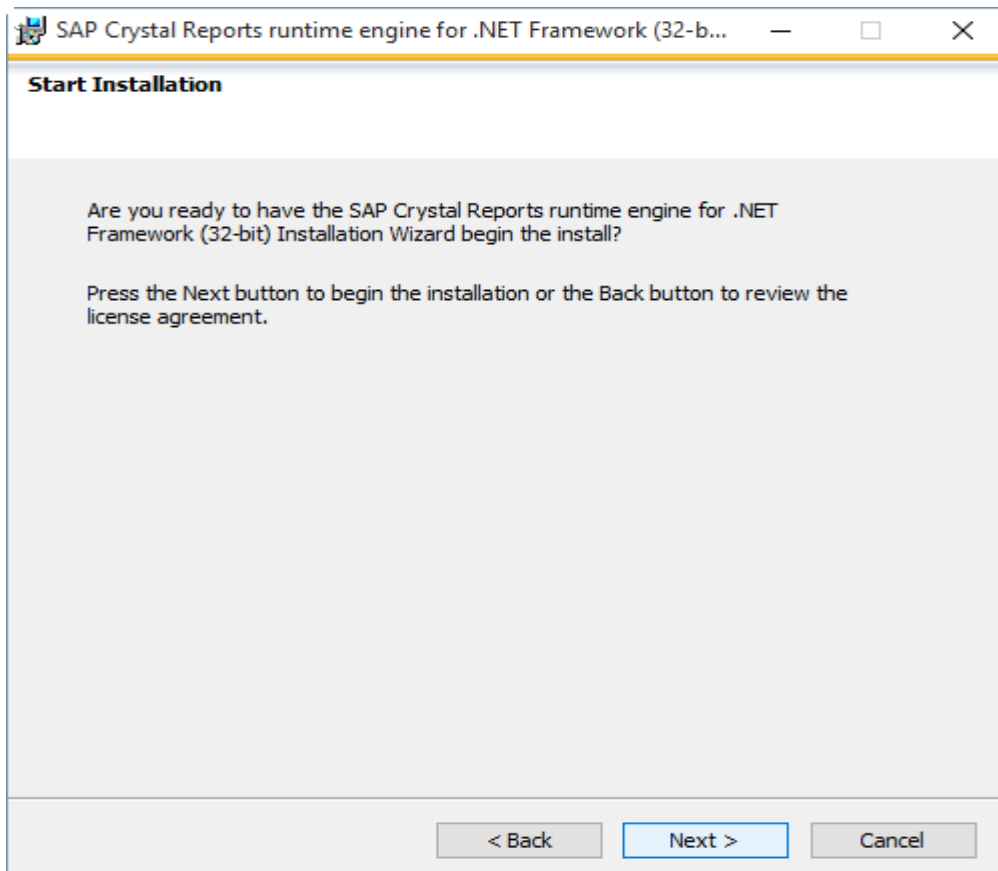 SAP Crystal Reports runtime engine for .NET Framework (32-b...
Start Installation
Are you ready to have the SAP Crystal Reports runtime engine for .NET
Framework (32-bit) Installation Wizard begin the install?
Press the Next button to begin the installation or the Back button to review the
license agreement.
< Back
Next >
Cancel